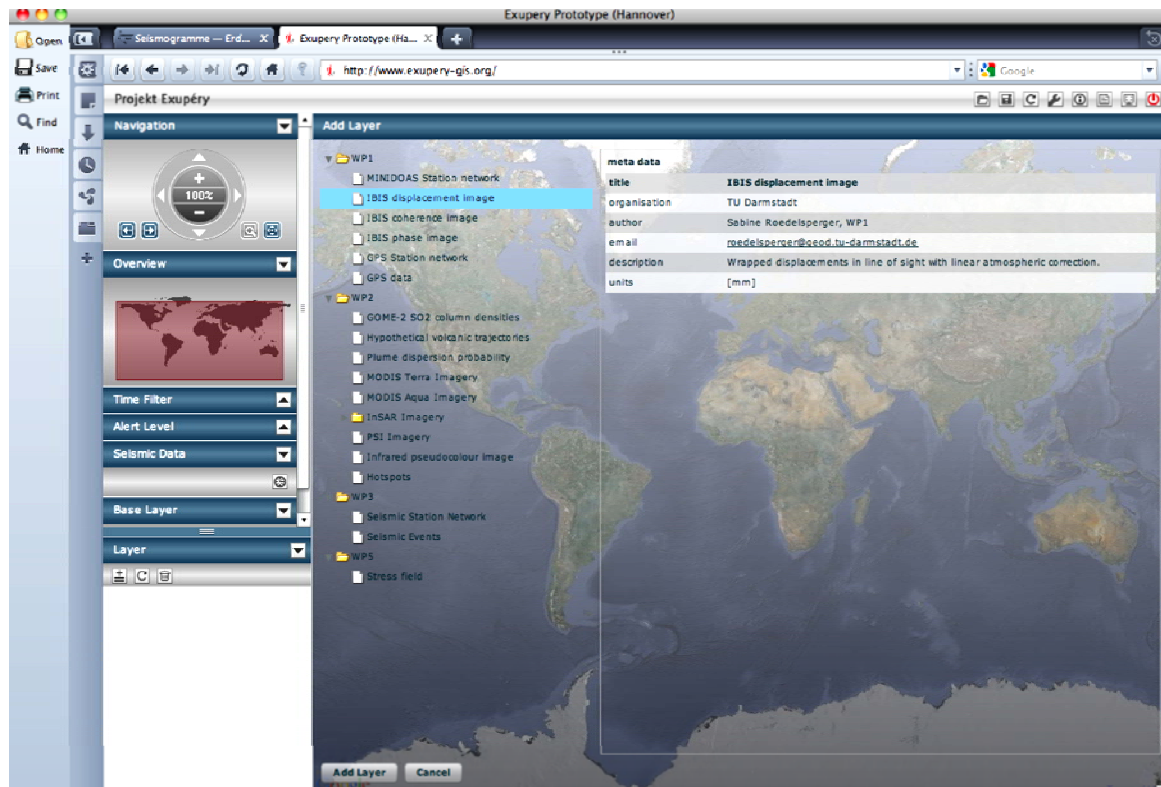 Exupery Prototype (Hannover)
Open
Save
Print
Find
Home
Seismogramme — Erd... X
Exupery Prototype (Ha... X
http://www.exupery-gis.org/
Google
Projekt Exupéry
Navigation
100%
Overview
Time Filter
Alert Level
Seismic Data
Base Layer
Layer
Add Layer
WP1
MINIDOAS Station network
IBIS displacement image
IBIS coherence image
IBIS phase image
GPS Station network
GPS data
WP2
GOME-2 SO2 column densities
Hypothetical volcanic trajectories
Plume dispersion probability
MODIS Terra Imagery
MODIS Aqua Imagery
InSAR Imagery
PSI Imagery
Infrared pseudocolour image
Hotspots
WP3
Seismic Station Network
Seismic Events
WP5
Stress field
meta data
title IBIS displacement image
organisation TU Darmstadt
author Sabine Roedelsperger, WP1
email roedelsperger@geod.tu-darmstadt.de
description Wrapped displacements in line of sight with linear atmospheric correction.
units [mm]
Add Layer Cancel